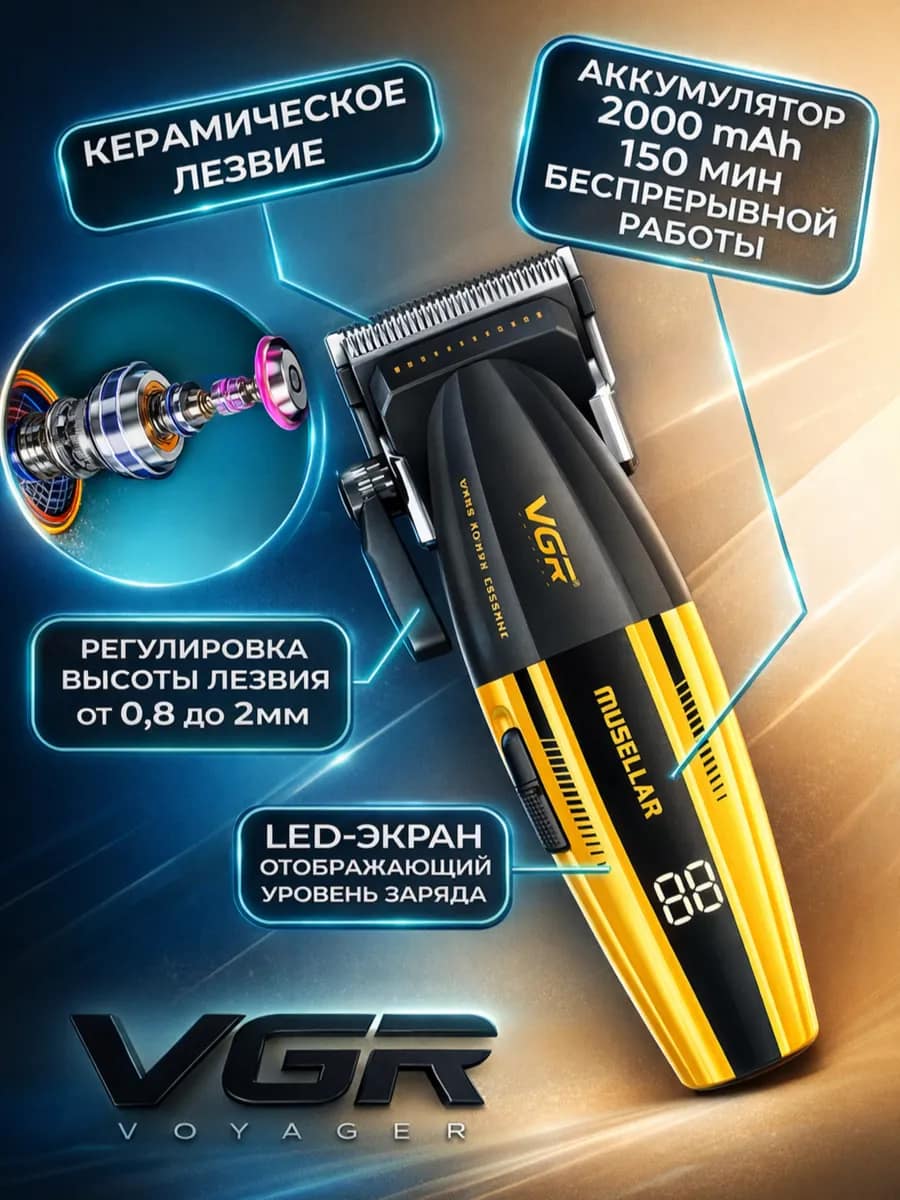 КЕРАМИЧЕСКОЕ
ЛЕЗВИЕ
АККУМУЛЯТОР
2000 mAh
150 МИН
БЕСПРЕРЫВНОЙ
РАБОТЫ
VGR
РЕГУЛИРОВКА
ВЫСОТЫ ЛЕЗВИЯ
от 0,8 до 2мм
MUSELLAR
LED-ЭКРАН
ОТОБРАЖАЮЩИЙ
УРОВЕНЬ ЗАРЯДА
88
VGR
VOYAGER